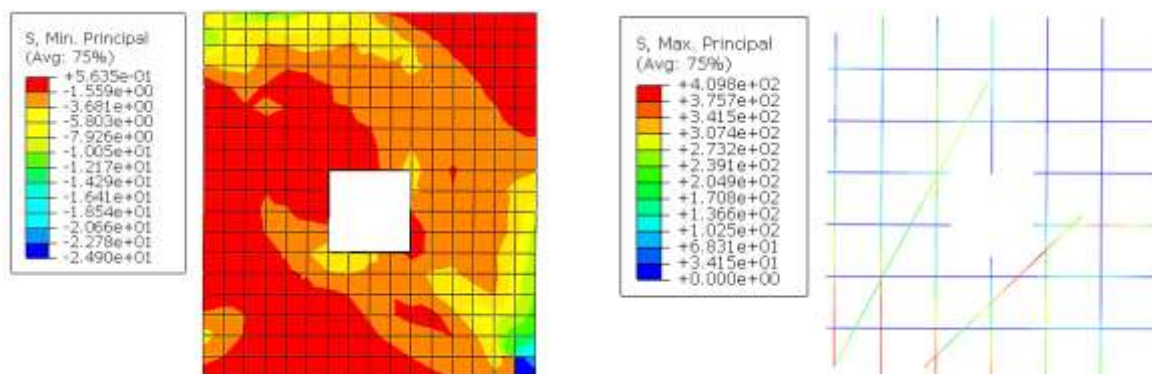 S, Min. Principal
(Avg: 75%)
+5.635e-01
-1.559e+00
-3.681e+00
-5.803e+00
-7.926e+00
-1.005e+01
-1.217e+01
-1.429e+01
-1.641e+01
-1.854e+01
-2.066e+01
-2.278e+01
-2.490e+01
S, Max. Principal
(Avg: 75%)
+4.098e+02
+3.757e+02
+3.415e+02
+3.074e+02
+2.732e+02
+2.391e+02
+2.049e+02
+1.708e+02
+1.366e+02
+1.025e+02
+6.831e+01
+3.415e+01
+0.000e+00